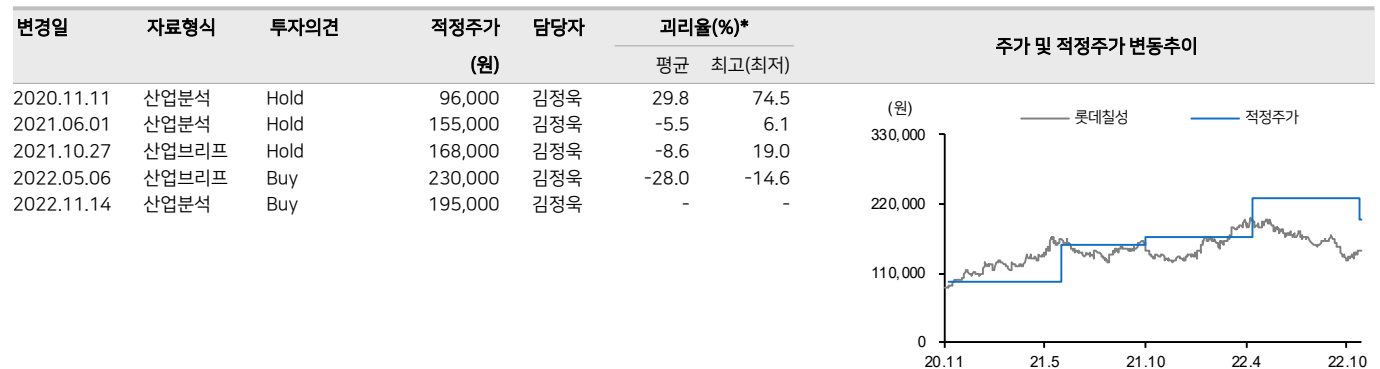 변경일 자료형식 투자의견 적정주가 담당자 괴리율(%)* 주가 및 적정주가 변동추이
(원) 평균 최고(최저)
2020.11.11 산업분석 Hold 96,000 김정욱 29.8 74.5
2021.06.01 산업분석 Hold 155,000 김정욱 -5.5 6.1
2021.10.27 산업브리프 Hold 168,000 김정욱 -8.6 19.0
2022.05.06 산업브리프 Buy 230,000 김정욱 -28.0 -14.6
2022.11.14 산업분석 Buy 195,000 김정욱 - -
(원) 롯데칠성 적정주가
330,000
220,000
110,000
0
20.11 21.5 21.10 22.4 22.10